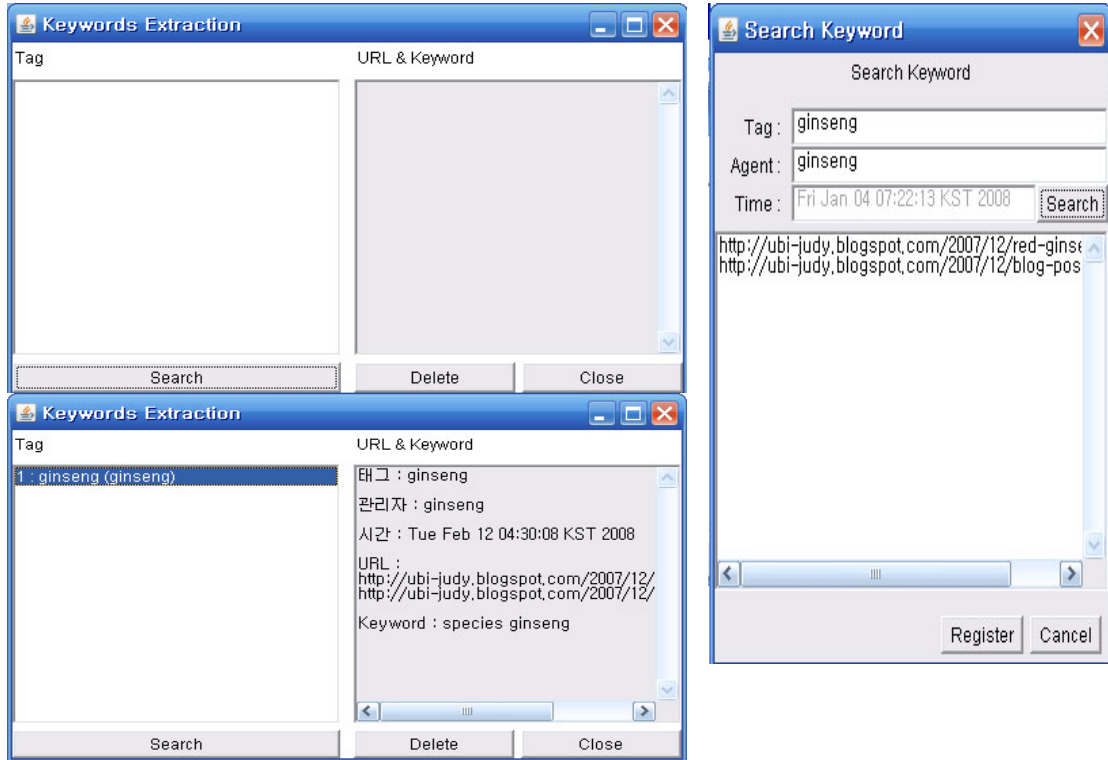 Keywords Extraction
Tag
URL & Keyword
Search
Delete
Close
Keywords Extraction
Tag
URL & Keyword
1 : ginseng (ginseng)
태그 : ginseng
관리자 : ginseng
시간 : Tue Feb 12 04:30:08 KST 2008
URL :
http://ubi-judy.blogspot.com/2007/12/
http://ubi-judy.blogspot.com/2007/12/
Keyword : species ginseng
Search
Delete
Close
Search Keyword
Search Keyword
Tag : ginseng
Agent : ginseng
Time : Fri Jan 04 07:22:13 KST 2008 Search
http://ubi-judy.blogspot.com/2007/12/red-ginse
http://ubi-judy.blogspot.com/2007/12/blog-pos
Register
Cancel